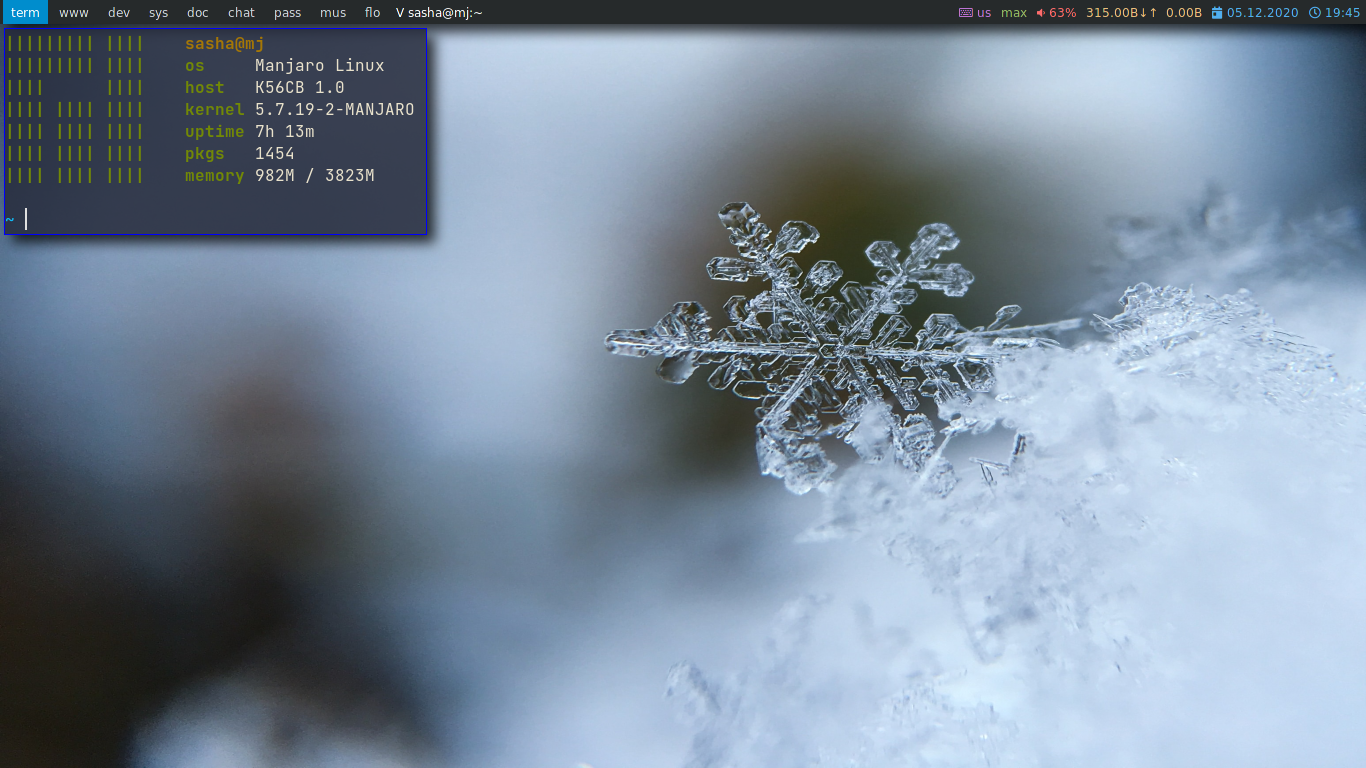 term www dev sys doc chat pass mus flo V sasha@mj:~ us max 63% 315.00B↓↑ 0.00B 05.12.2020 19:45
||||||||| |||| sasha@mj
||||||||| |||| os Manjaro Linux
|||| |||| host K56CB 1.0
|||| |||| |||| kernel 5.7.19-2-MANJARO
|||| |||| |||| uptime 7h 13m
|||| |||| |||| pkgs 1454
|||| |||| |||| memory 982M / 3823M
~